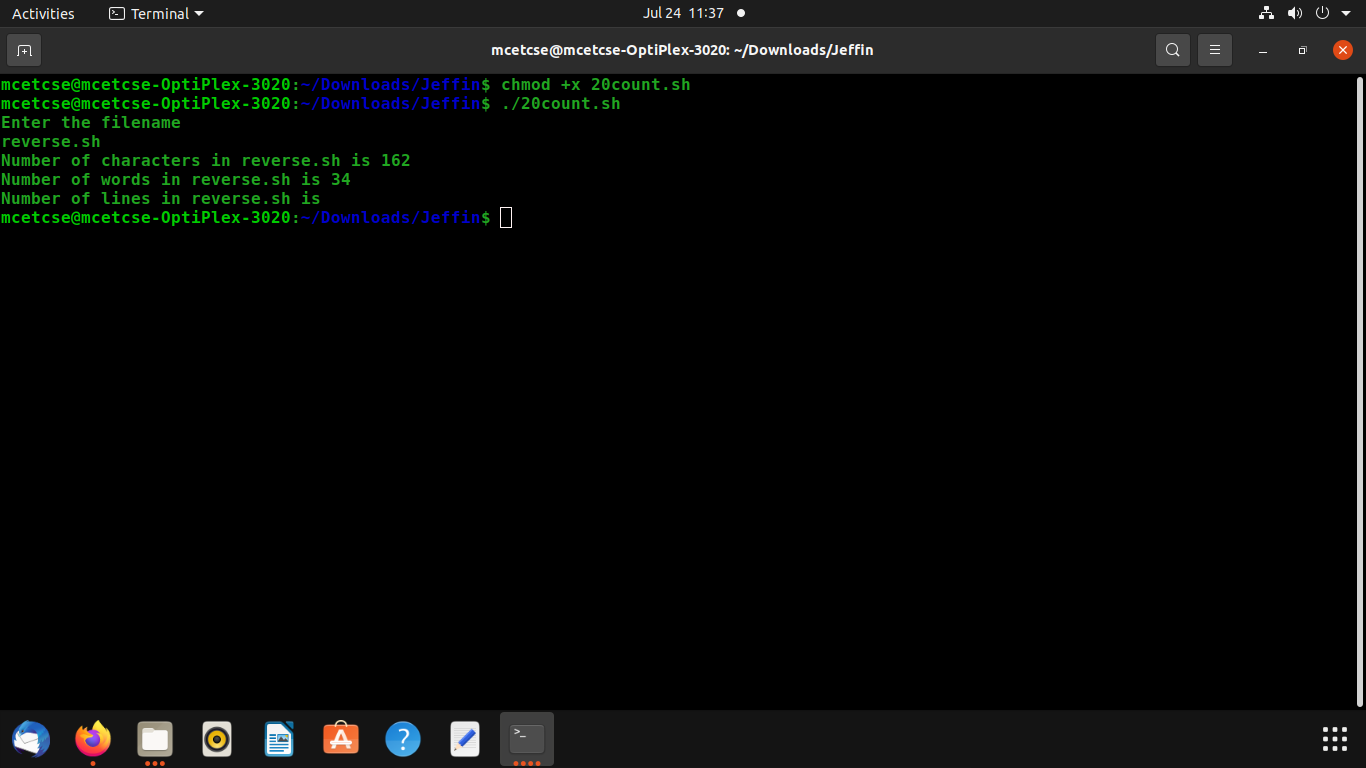 Activities Terminal Jul 24 11:37
mcetcse@mcetcse-OptiPlex-3020: ~/Downloads/Jeffin
mcetcse@mcetcse-OptiPlex-3020:~/Downloads/Jeffin$ chmod +x 20count.sh
mcetcse@mcetcse-OptiPlex-3020:~/Downloads/Jeffin$ ./20count.sh
Enter the filename
reverse.sh
Number of characters in reverse.sh is 162
Number of words in reverse.sh is 34
Number of lines in reverse.sh is
mcetcse@mcetcse-OptiPlex-3020:~/Downloads/Jeffin$